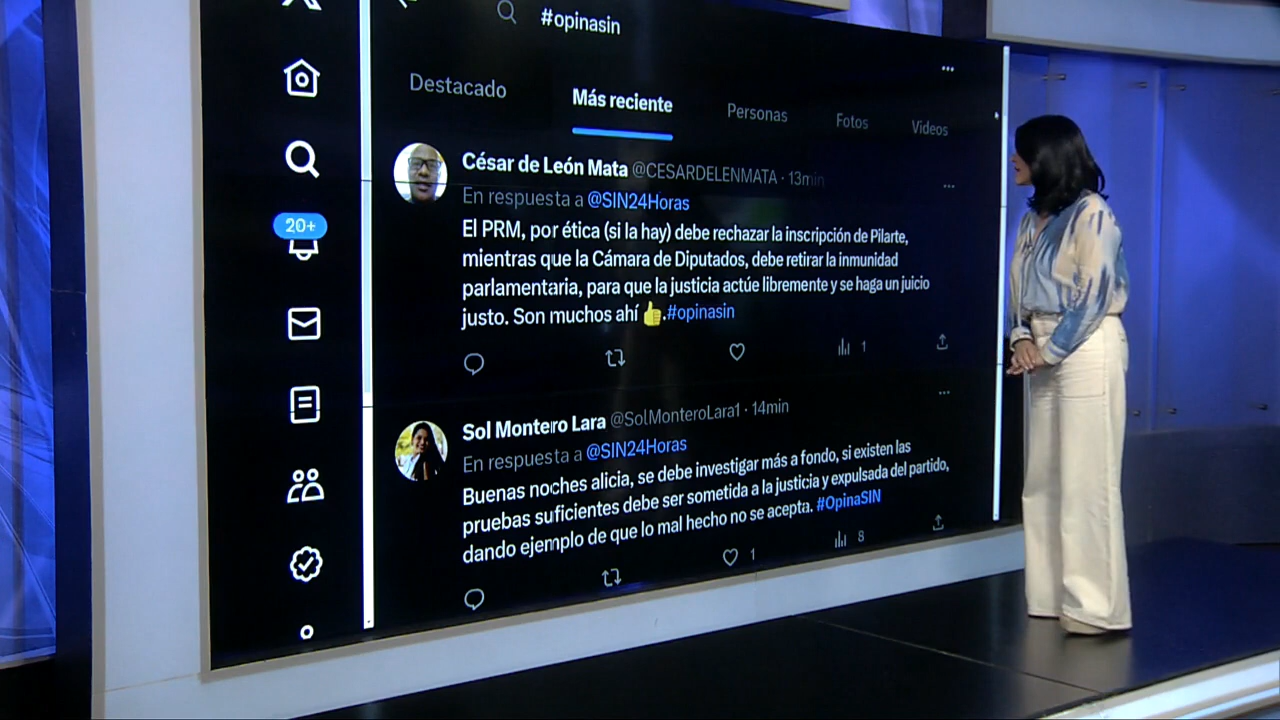 #opinasin
Destacado
Más reciente
Personas
Fotos
Videos
20+
César de León Mata @CESARDELENMATA · 13min
En respuesta a @SIN24Horas
El PRM, por ética (si la hay) debe rechazar la inscripción de Pilarte,
mientras que la Cámara de Diputados, debe retirar la inmunidad
parlamentaria, para que la justicia actúe libremente y se haga un juicio
justo. Son muchos ahí 👍.#opinasin
1
Sol Montero Lara @SolMonteroLara1 · 14min
En respuesta a @SIN24Horas
Buenas noches alicia, se debe investigar más a fondo, si existen las
pruebas suficientes debe ser sometida a la justicia y expulsada del partido,
dando ejemplo de que lo mal hecho no se acepta. #OpinaSIN
1
8